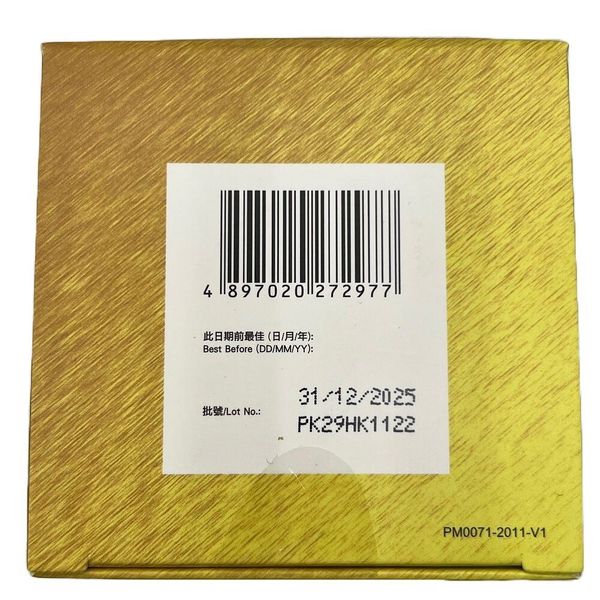 4 897020 272977
此日期前最佳 (日/月/年):
Best Before (DD/MM/YY):
31/12/2025
批號/Lot No.:
PK29HK1122
PM0071-2011-V1